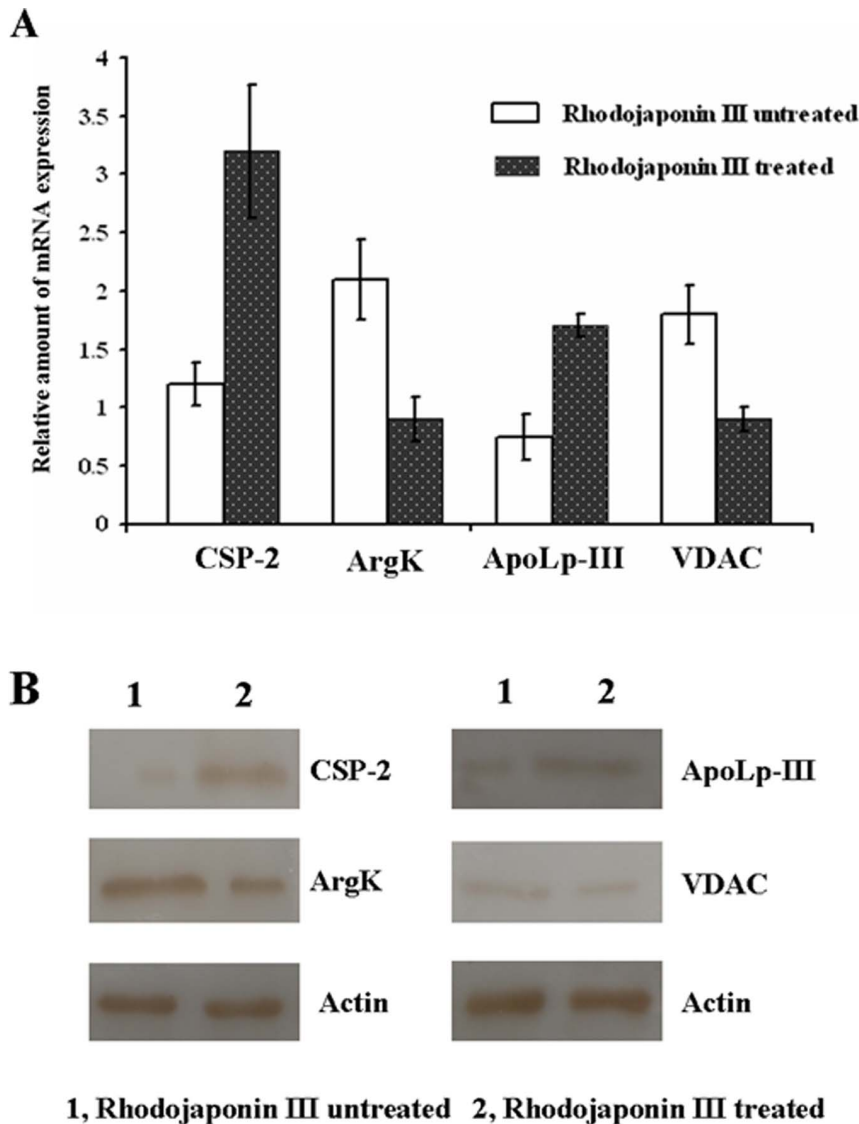 A
Relative amount of mRNA expression
4
3.5
3
2.5
2
1.5
1
0.5
0
Rhodojaponin III untreated
Rhodojaponin III treated
CSP-2 ArgK ApoLp-III VDAC
B
1 2 1 2
CSP-2 ApoLp-III
ArgK VDAC
Actin Actin
1, Rhodojaponin III untreated 2, Rhodojaponin III treated